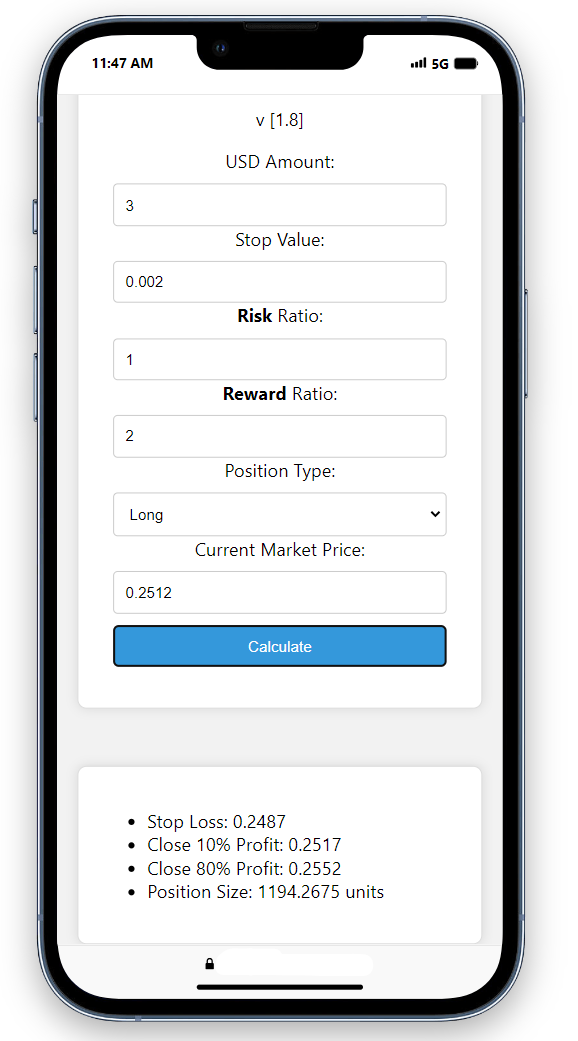 11:47 AM
5G
v [1.8]
USD Amount:
3
Stop Value:
0.002
Risk Ratio:
1
Reward Ratio:
2
Position Type:
Long
Current Market Price:
0.2512
Calculate
Stop Loss: 0.2487
Close 10% Profit: 0.2517
Close 80% Profit: 0.2552
Position Size: 1194.2675 units